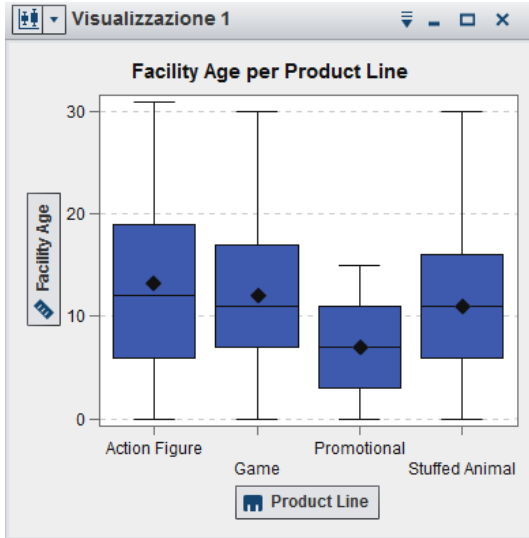 Visualizzazione 1
Facility Age per Product Line
30
20
10
0
Facility Age
Action Figure
Game
Promotional
Stuffed Animal
Product Line